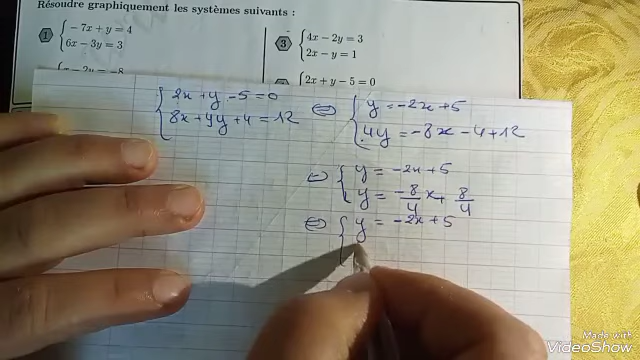 Résoudre graphiquement les systèmes suivants :
1 { -7x + y = 4
6x - 3y = 3
3 { 4x - 2y = 3
2x - y = 1
{ x - 2y = -8
{ 2x + y - 5 = 0
{ 2x + y - 5 = 0 ⇔ { y = -2x + 5
8x + 4y + 4 = 12 4y = -8x - 4 + 12
⇔ { y = -2x + 5
y = -8/4 x + 8/4
⇔ { y = -2x + 5
Made With
VideoShow